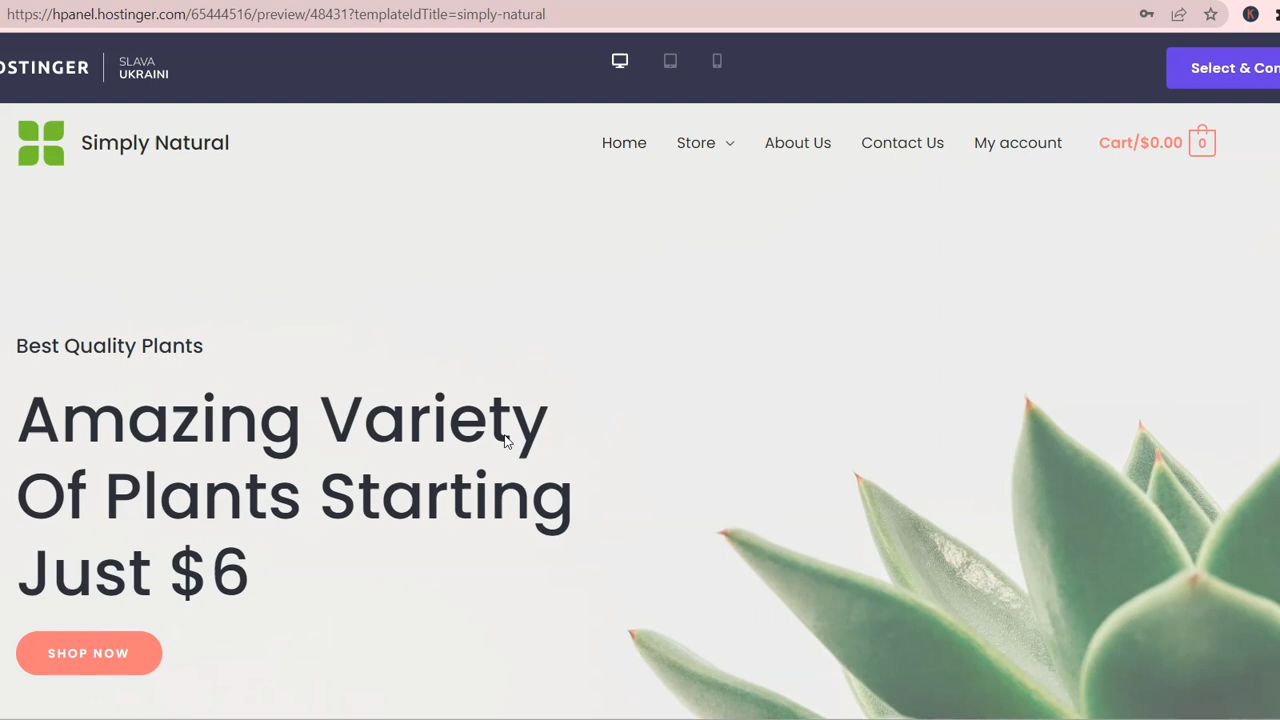 https://hpanel.hostinger.com/65444516/preview/48431?templateIdTitle=simply-natural
K
OSTINGER
SLAVA
UKRAINI
Select & Con
Simply Natural
Home Store About Us Contact Us My account Cart/$0.00 0
Best Quality Plants
Amazing Variety
Of Plants Starting
Just $6
SHOP NOW